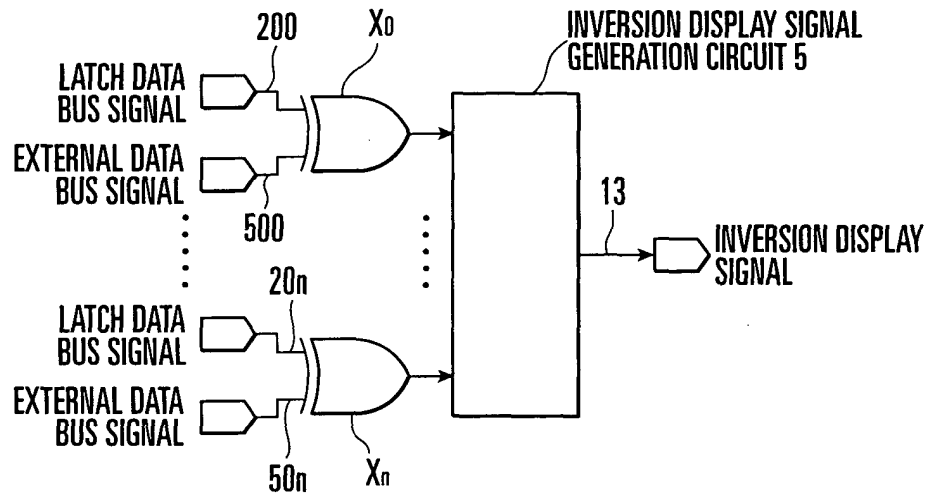 200
X0
INVERSION DISPLAY SIGNAL
GENERATION CIRCUIT 5
LATCH DATA
BUS SIGNAL
EXTERNAL DATA
BUS SIGNAL
500
13
INVERSION DISPLAY
SIGNAL
20n
LATCH DATA
BUS SIGNAL
EXTERNAL DATA
BUS SIGNAL
50n
Xn